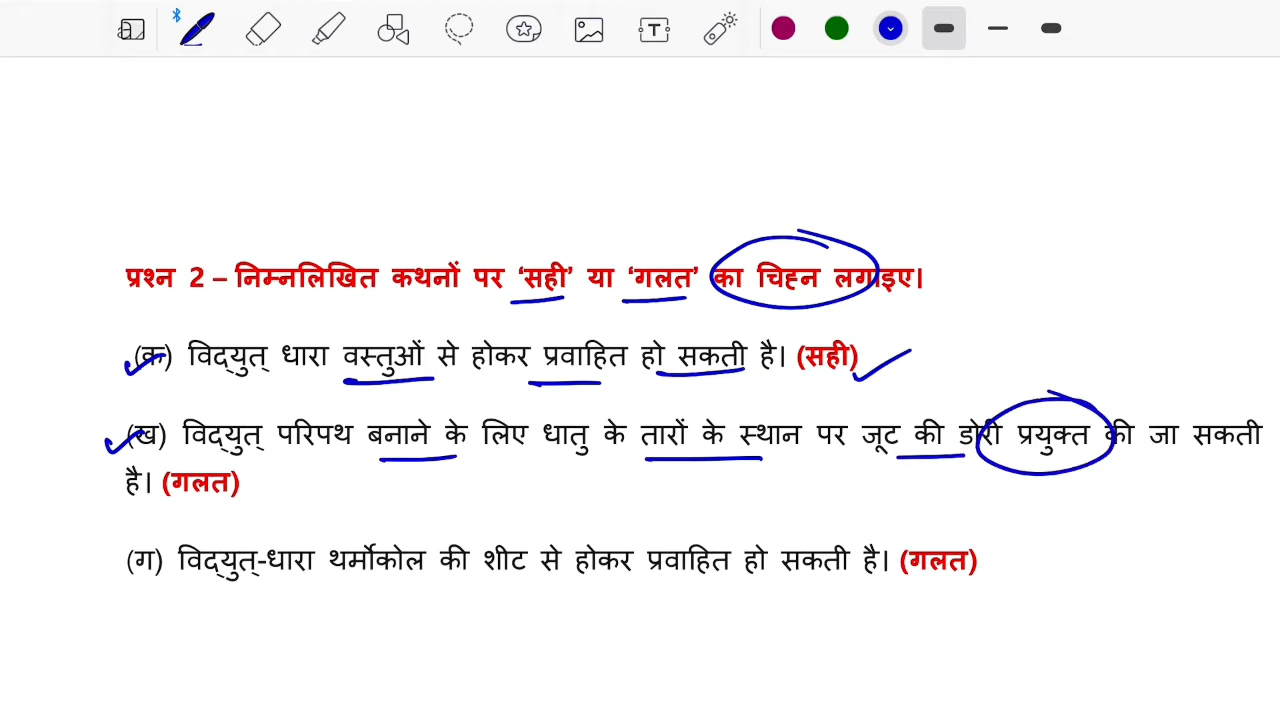 प्रश्न 2 – निम्नलिखित कथनों पर ‘सही’ या ‘गलत’ का चिह्न लगाइए।
(क) विद्युत् धारा वस्तुओं से होकर प्रवाहित हो सकती है। (सही)
(ख) विद्युत् परिपथ बनाने के लिए धातु के तारों के स्थान पर जूट की डोरी प्रयुक्त की जा सकती
है। (गलत)
(ग) विद्युत्-धारा थर्मोकोल की शीट से होकर प्रवाहित हो सकती है। (गलत)